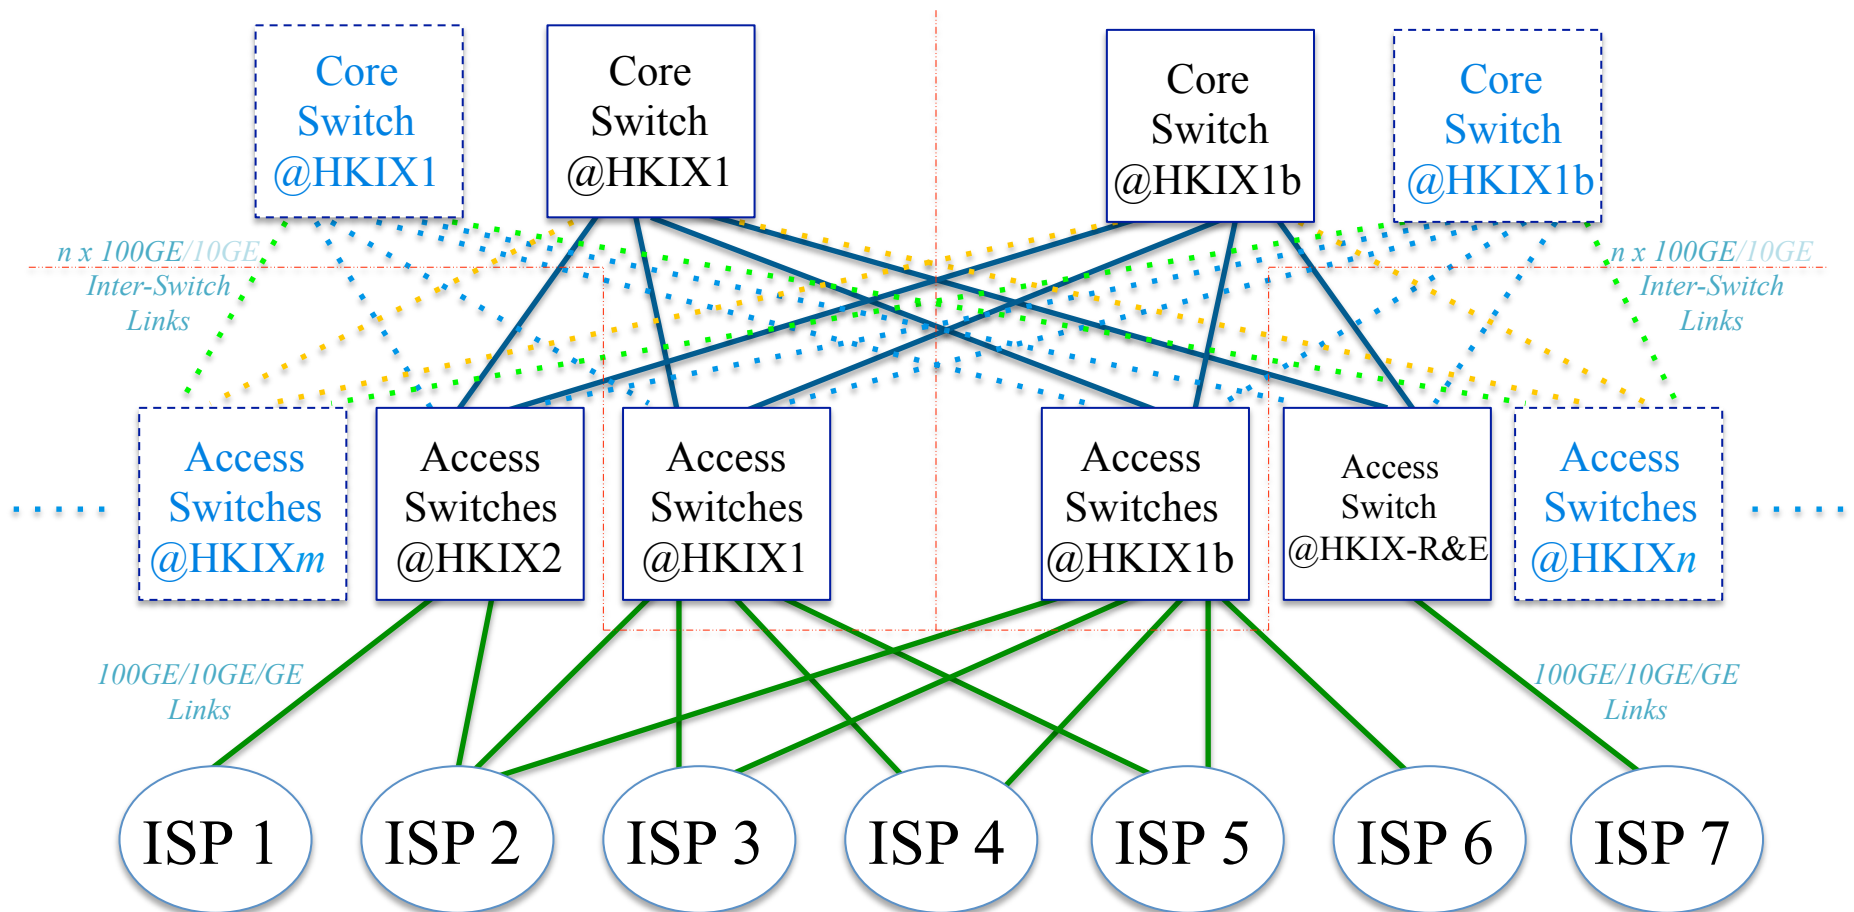 Core
Switch
@HKIX1
Core
Switch
@HKIX1
Core
Switch
@HKIX1b
Core
Switch
@HKIX1b
n x 100GE/10GE
Inter-Switch
Links
n x 100GE/10GE
Inter-Switch
Links
Access
Switches
@HKIXm
Access
Switches
@HKIX2
Access
Switches
@HKIX1
Access
Switches
@HKIX1b
Access
Switch
@HKIX-R&E
Access
Switches
@HKIXn
100GE/10GE/GE
Links
100GE/10GE/GE
Links
ISP 1
ISP 2
ISP 3
ISP 4
ISP 5
ISP 6
ISP 7